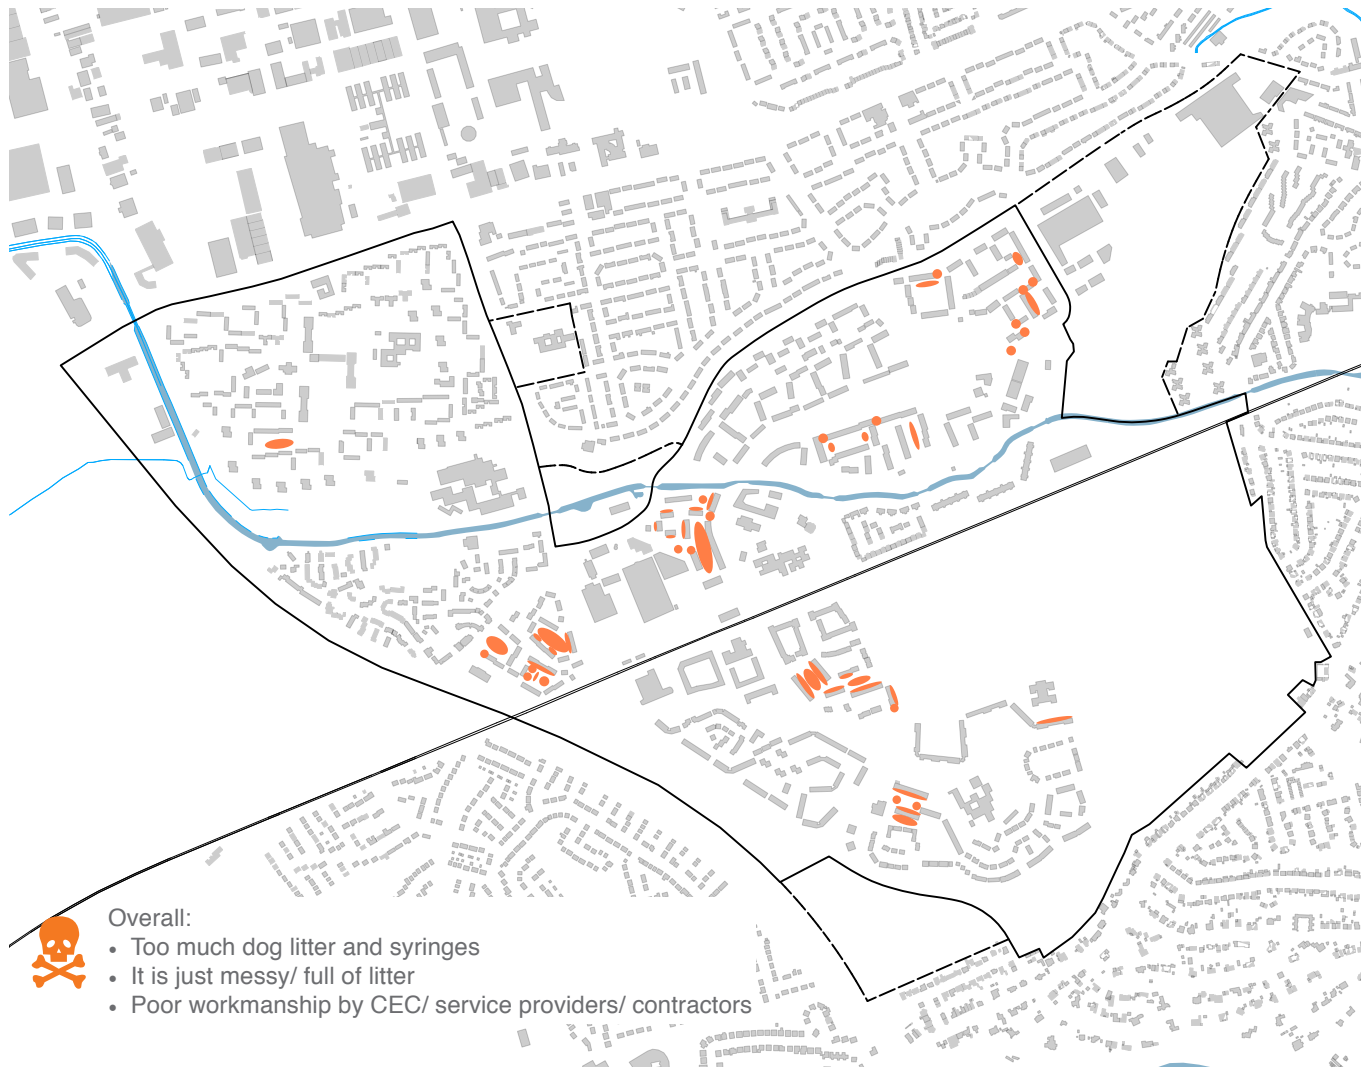 Overall:
• Too much dog litter and syringes
• It is just messy/ full of litter
• Poor workmanship by CEC/ service providers/ contractors